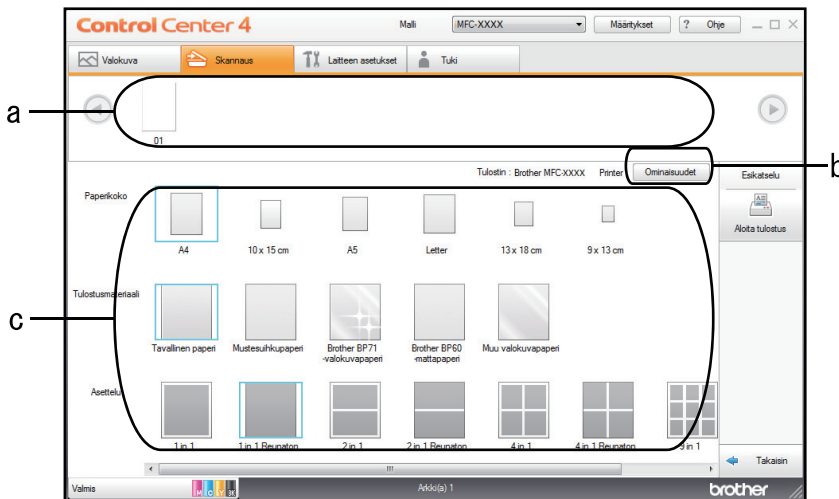 Control Center 4 Malli MFC-XXXX Määritykset ? Ohje
Valokuva Skannaus Laitteen asetukset Tuki
a
01
b
Tulostin : Brother MFC-XXXX Printer Ominaisuudet Esikatselu
Paperikoko
Aloita tulostus
A4 10 x 15 cm A5 Letter 13 x 18 cm 9 x 13 cm
Tulostusmateriaali
c
Tavallinen paperi Mustesuihkupaperi Brother BP71 Brother BP60 Muu valokuvapaperi
-valokuvapaperi -mattapaperi
Asettelu
1 in 1 1 in 1 Reunaton 2 in 1 2 in 1 Reunaton 4 in 1 4 in 1 Reunaton 9 in 1
Takaisin
Valmis M C Y BK Arkki(a) 1 brother